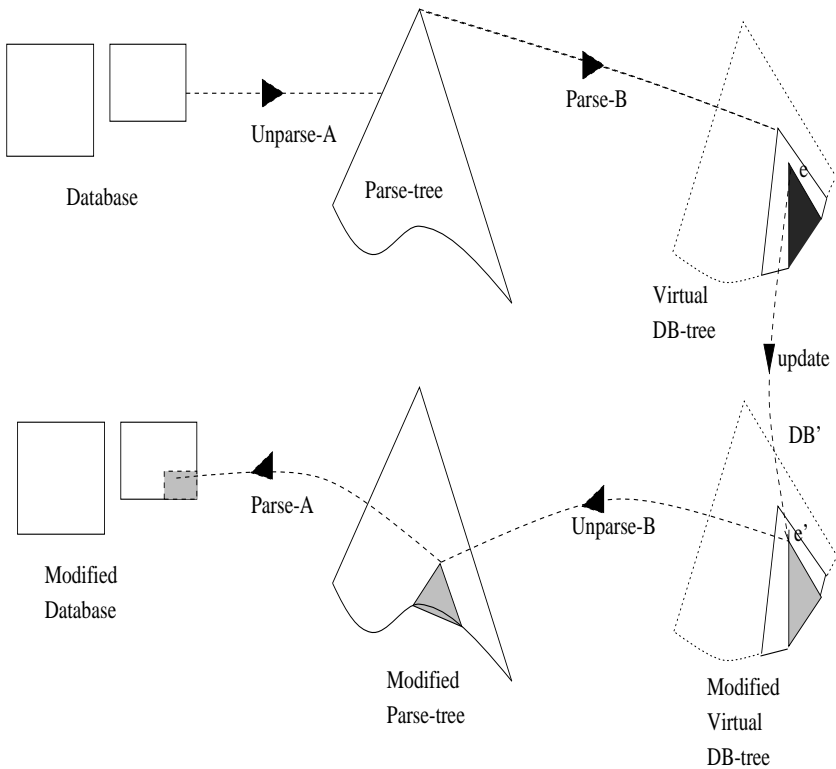 Unparse-A
Parse-B
Database
Parse-tree
e
Virtual
DB-tree
update
DB'
e'
Parse-A
Unparse-B
Modified
Database
Modified
Parse-tree
Modified
Virtual
DB-tree